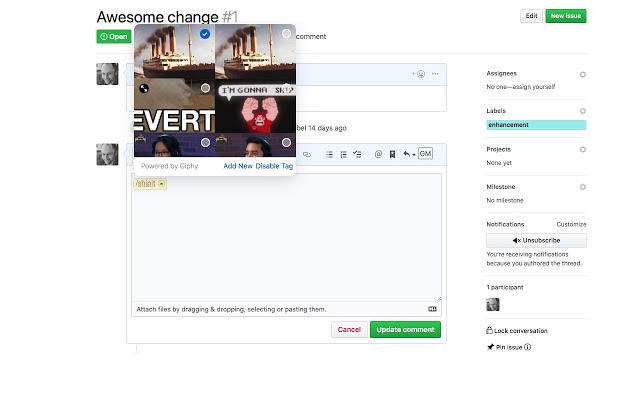 Awesome change #1
Edit
New issue
Open
comment
I'M GONNA
EVERT
bel 14 days ago
Powered by Giphy
Add New
Disable Tag
@
GM
/shipit
Attach files by dragging & dropping, selecting or pasting them.
Cancel
Update comment
Assignees
No one—assign yourself
Labels
enhancement
Projects
None yet
Milestone
No milestone
Notifications
Customize
Unsubscribe
You're receiving notifications
because you authored the thread.
1 participant
Lock conversation
Pin issue